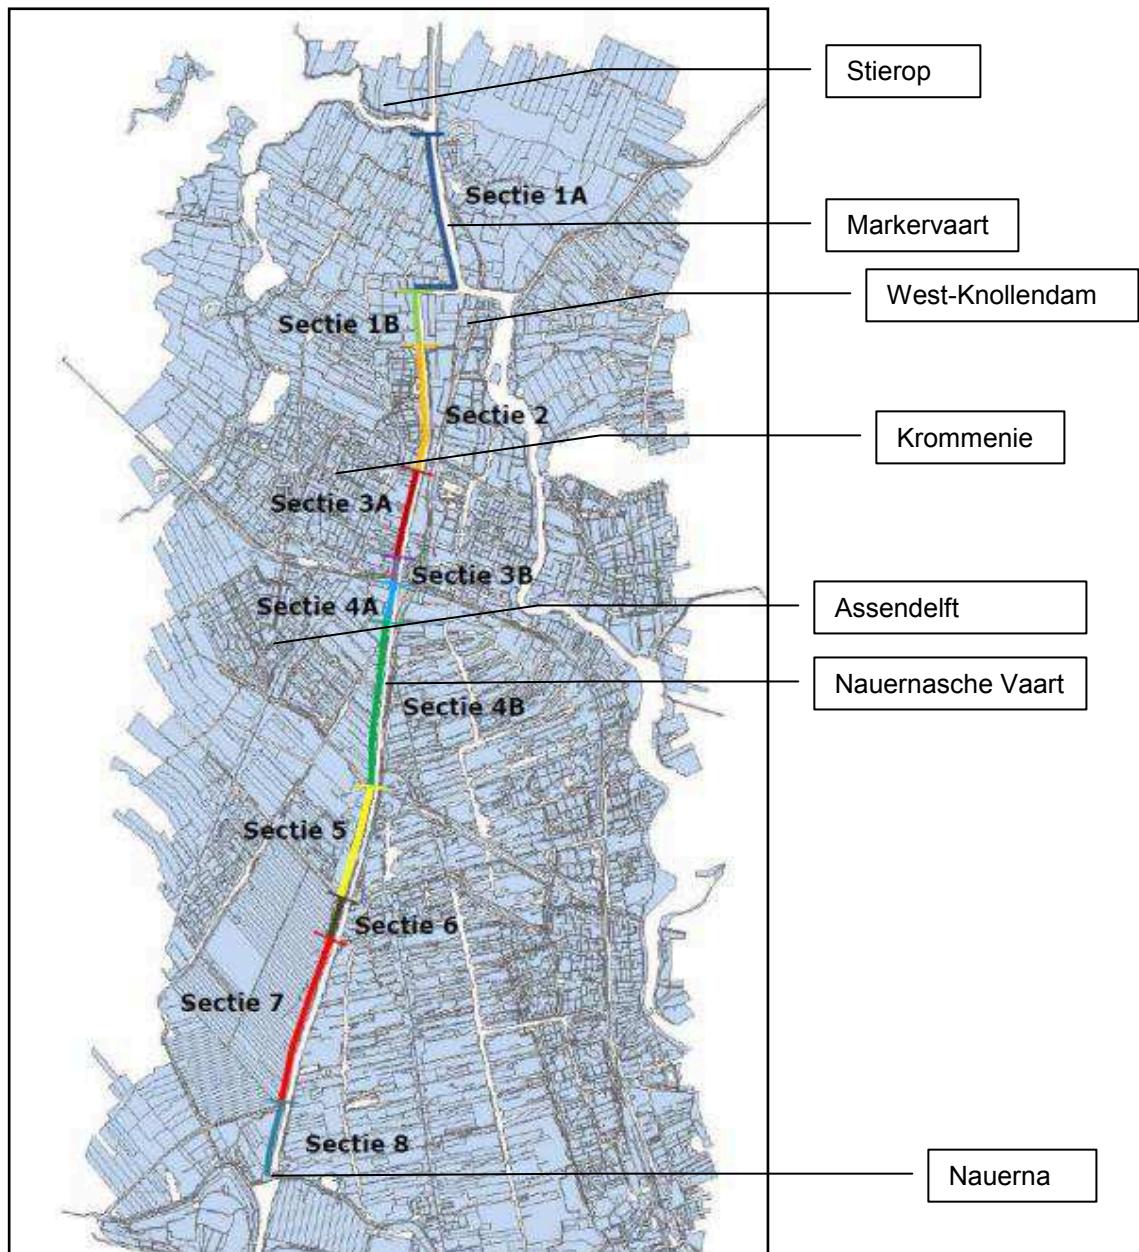 Stierop
Sectie 1A
Markervaart
West-Knollendam
Sectie 1B
Sectie 2
Krommenie
Sectie 3A
Sectie 3B
Sectie 4A
Assendelft
Nauernasche Vaart
Sectie 4B
Sectie 5
Sectie 6
Sectie 7
Sectie 8
Nauerna